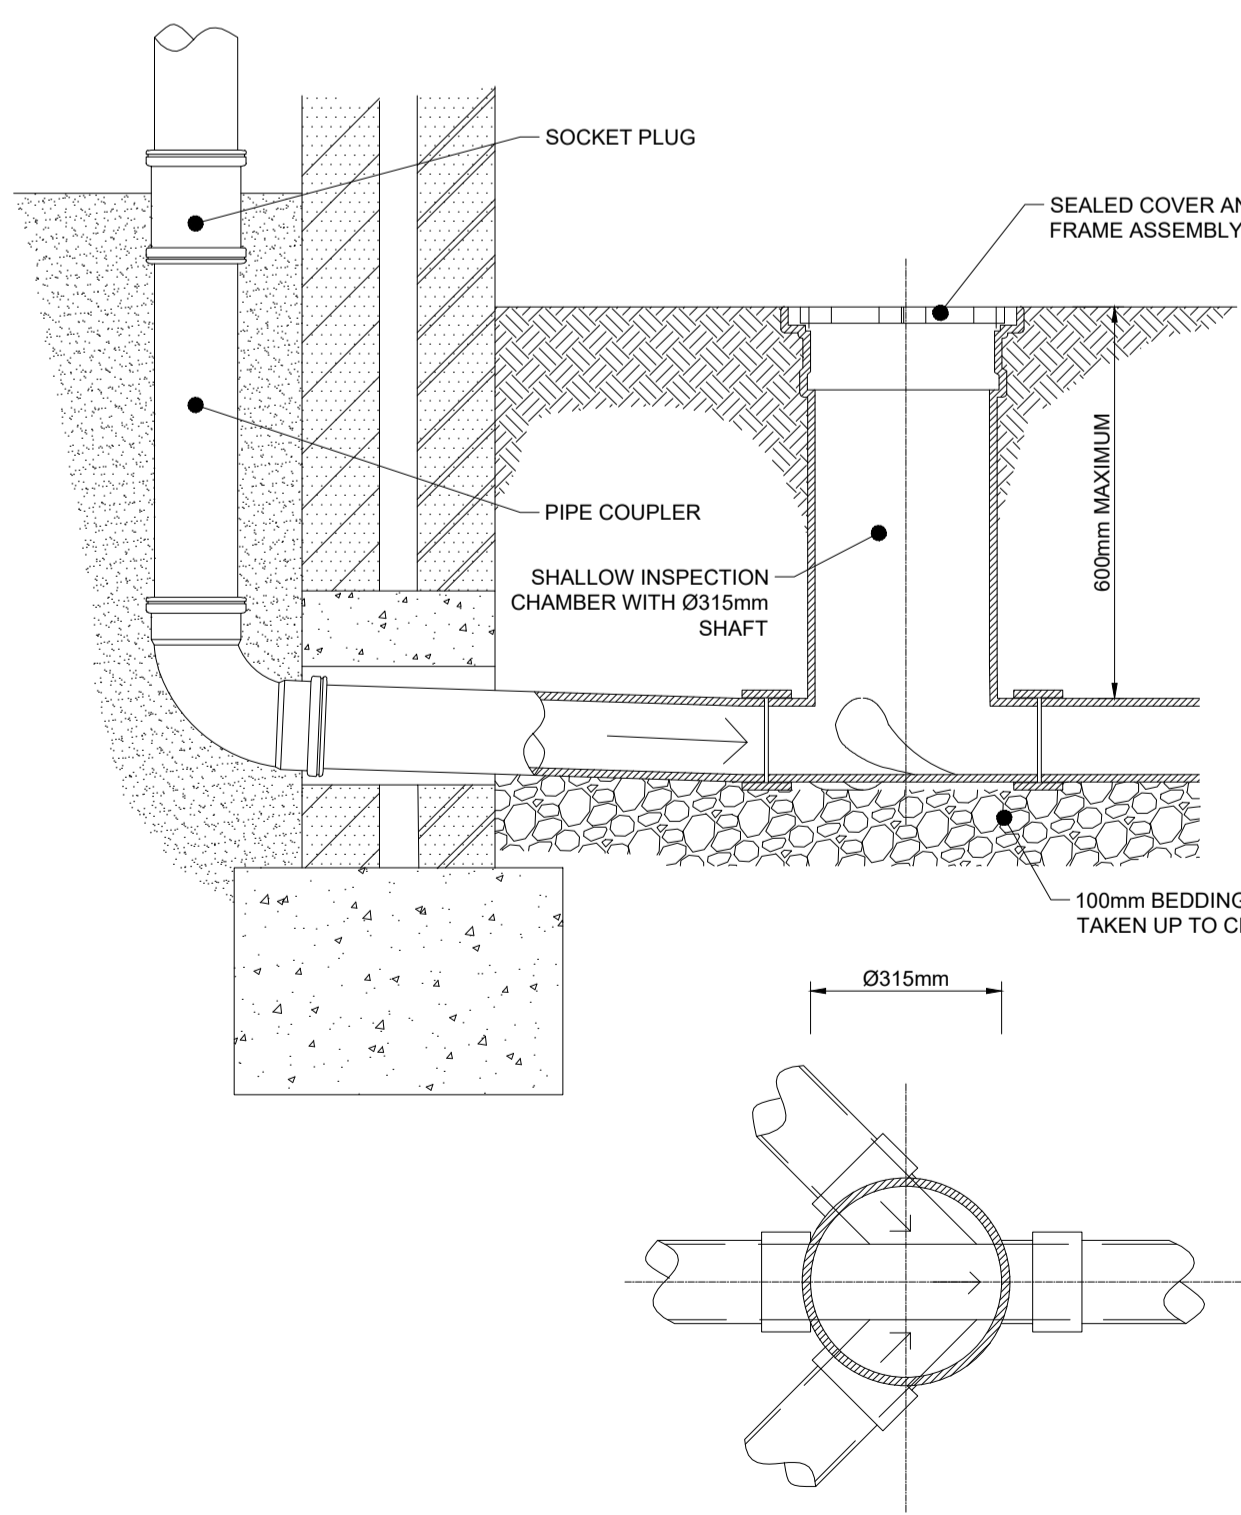 SOCKET PLUG
SEALED COVER
FRAME ASSEMBLY
PIPE COUPLER
600mm MAXIMUM
SHALLOW INSPECTION
CHAMBER WITH Ø315mm
SHAFT
100mm BEDDING
TAKEN UP TO
Ø315mm